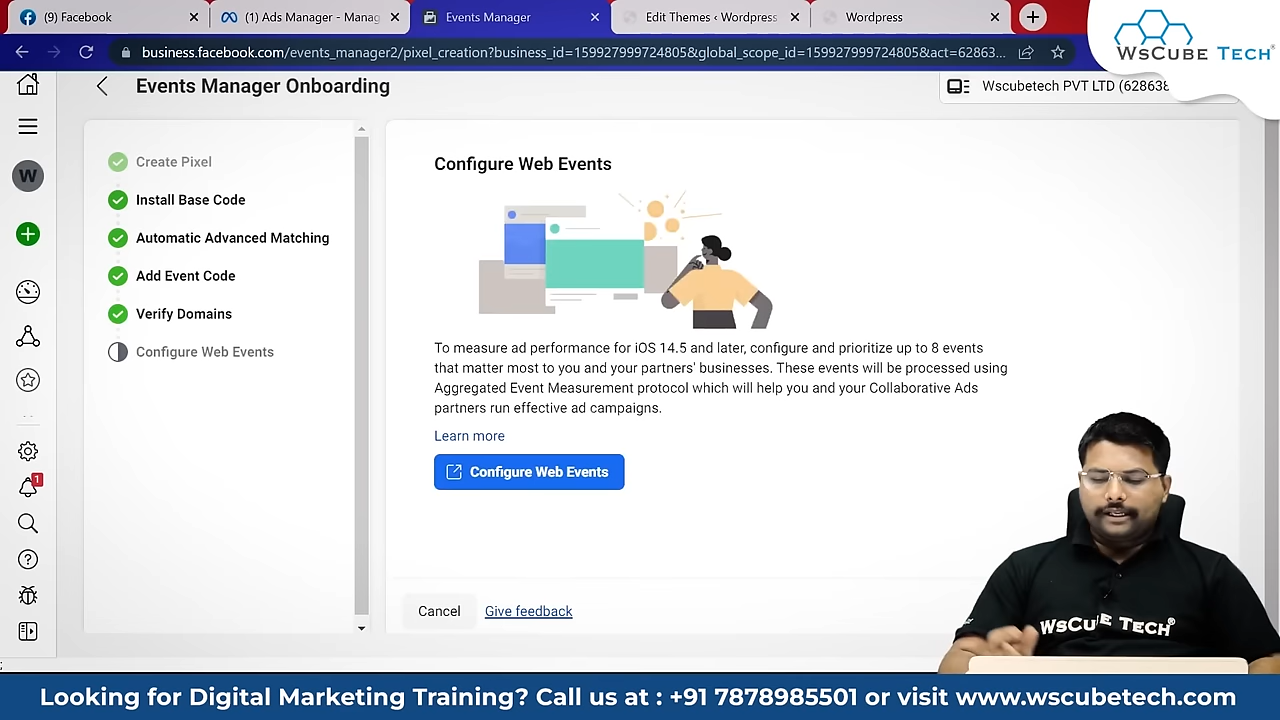 (9) Facebook
(1) Ads Manager - Manag
Events Manager
Edit Themes ‹ Wordpress
Wordpress
WsCube Tech®
business.facebook.com/events_manager2/pixel_creation?business_id=159927999724805&global_scope_id=159927999724805&act=62863...
Events Manager Onboarding
Wscubetech PVT LTD (628638
W
Create Pixel
Install Base Code
Automatic Advanced Matching
Add Event Code
Verify Domains
Configure Web Events
Configure Web Events
To measure ad performance for iOS 14.5 and later, configure and prioritize up to 8 events
that matter most to you and your partners' businesses. These events will be processed using
Aggregated Event Measurement protocol which will help you and your Collaborative Ads
partners run effective ad campaigns.
Learn more
Configure Web Events
1
Cancel
Give feedback
WsCube Tech®
Looking for Digital Marketing Training? Call us at : +91 7878985501 or visit www.wscubetech.com